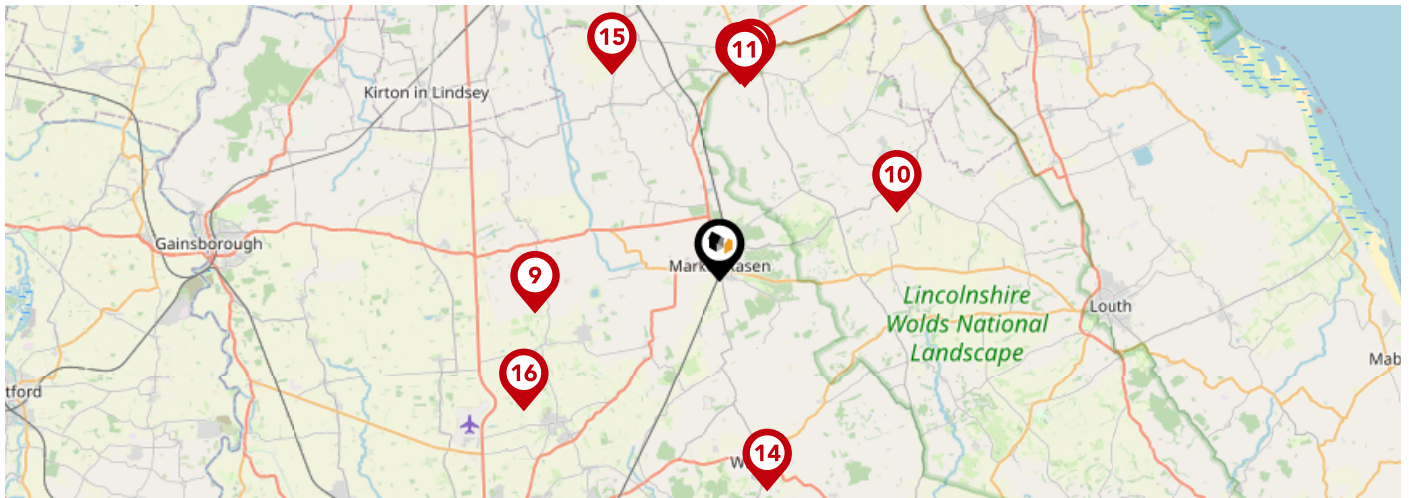 15
11
Kirton in Lindsey
10
Gainsborough
9
Lincolnshire
Wolds National
Landscape
Louth
16
14